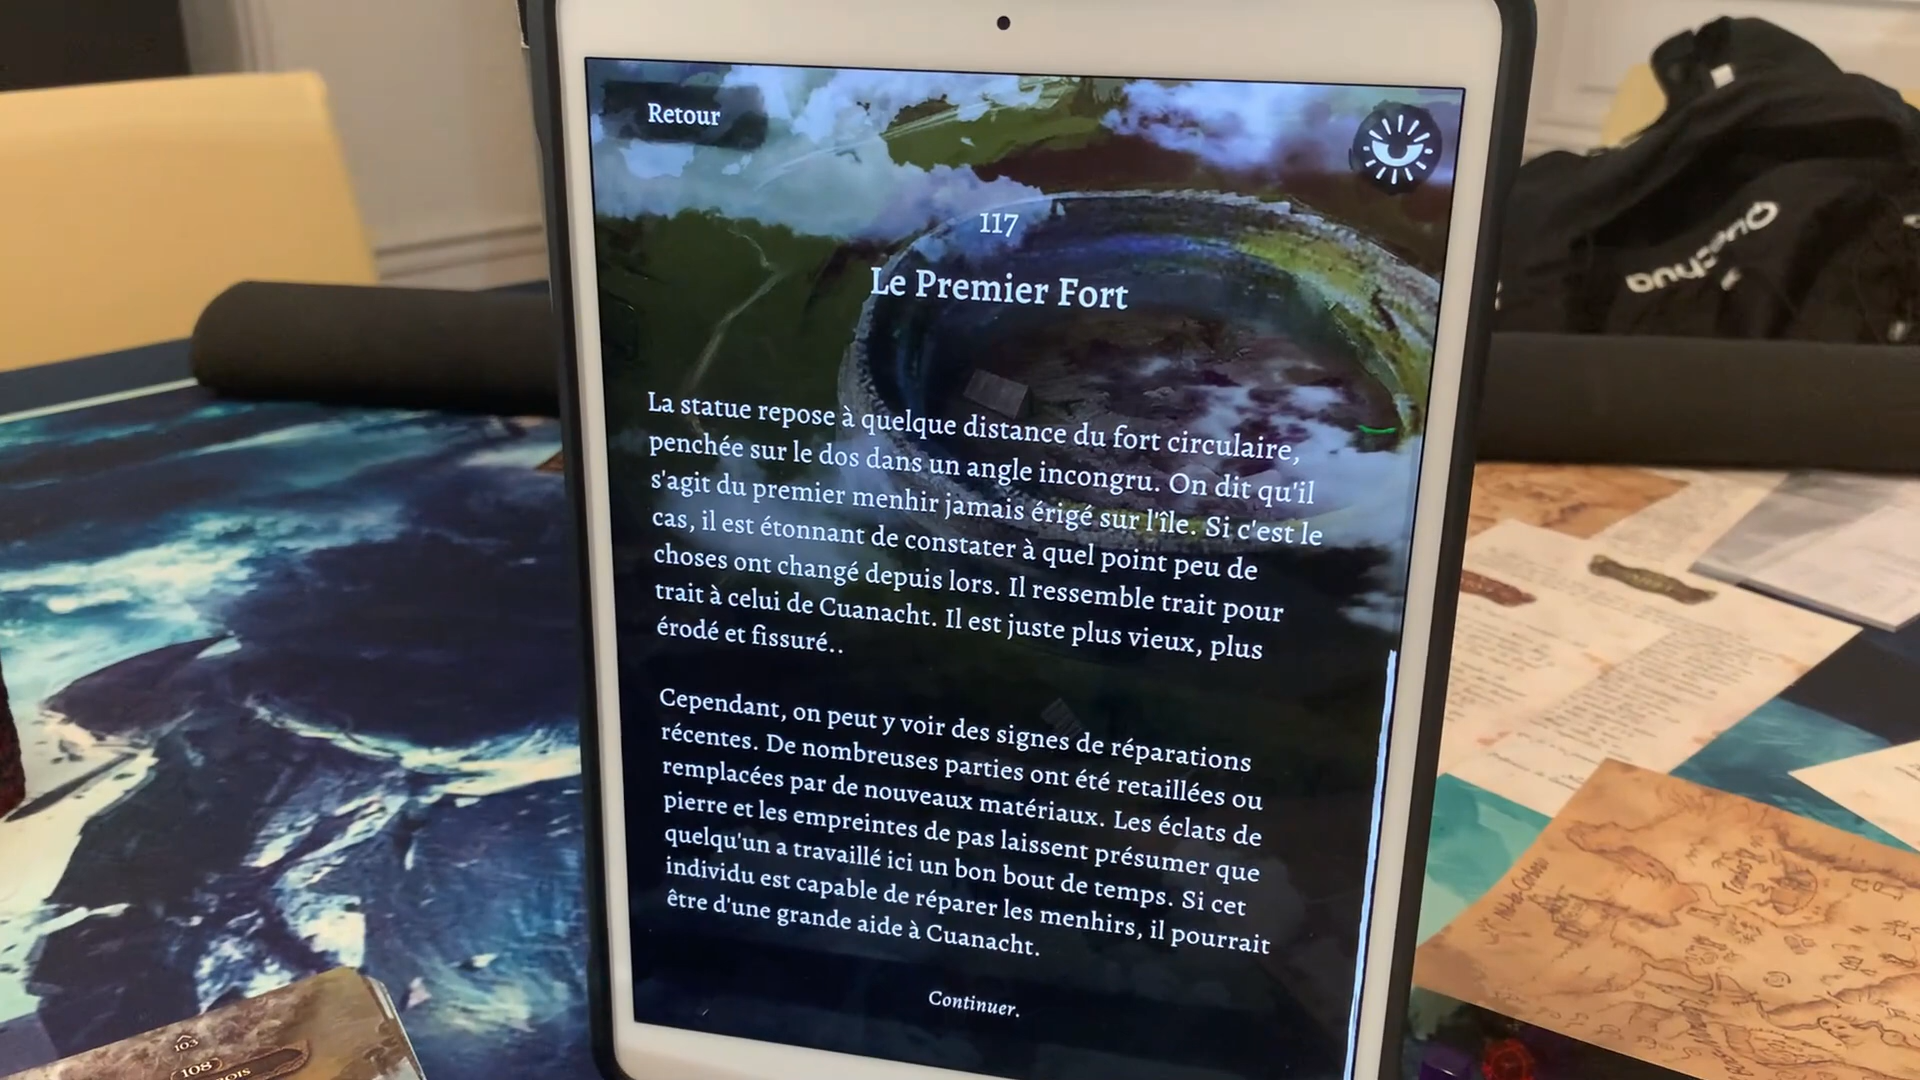 Retour
117
Le Premier Fort
La statue repose à quelque distance du fort circulaire,
penchée sur le dos dans un angle incongru. On dit qu'il
s'agit du premier menhir jamais érigé sur l'île. Si c'est le
cas, il est étonnant de constater à quel point peu de
choses ont changé depuis lors. Il ressemble trait pour
trait à celui de Cuanacht. Il est juste plus vieux, plus
érodé et fissuré..
Cependant, on peut y voir des signes de réparations
récentes. De nombreuses parties ont été retaillées ou
remplacées par de nouveaux matériaux. Les éclats de
pierre et les empreintes de pas laissent présumer que
quelqu'un a travaillé ici un bon bout de temps. Si cet
individu est capable de réparer les menhirs, il pourrait
être d'une grande aide à Cuanacht.
Continuer.
Quechua
103
108